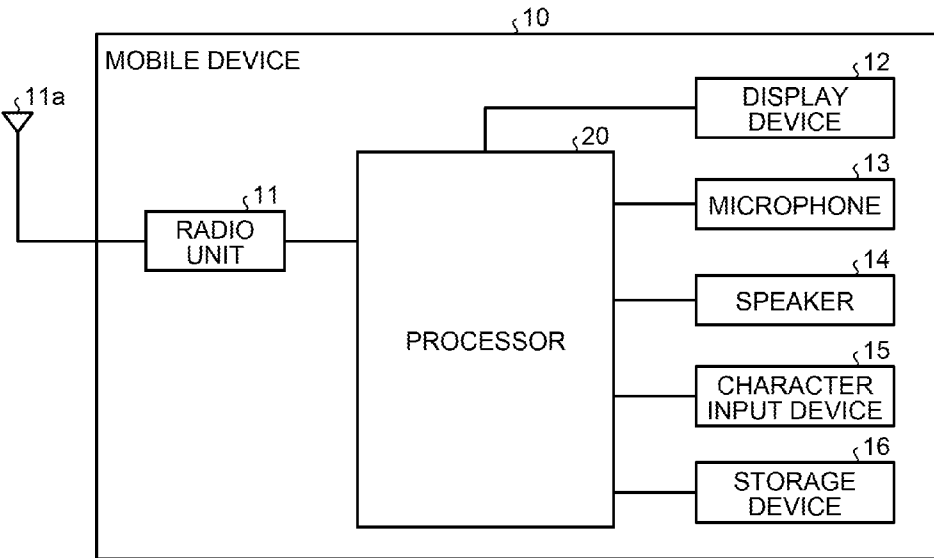 10
MOBILE DEVICE
11a
12
DISPLAY
DEVICE
20
13
MICROPHONE
11
RADIO
UNIT
14
SPEAKER
PROCESSOR
15
CHARACTER
INPUT DEVICE
16
STORAGE
DEVICE